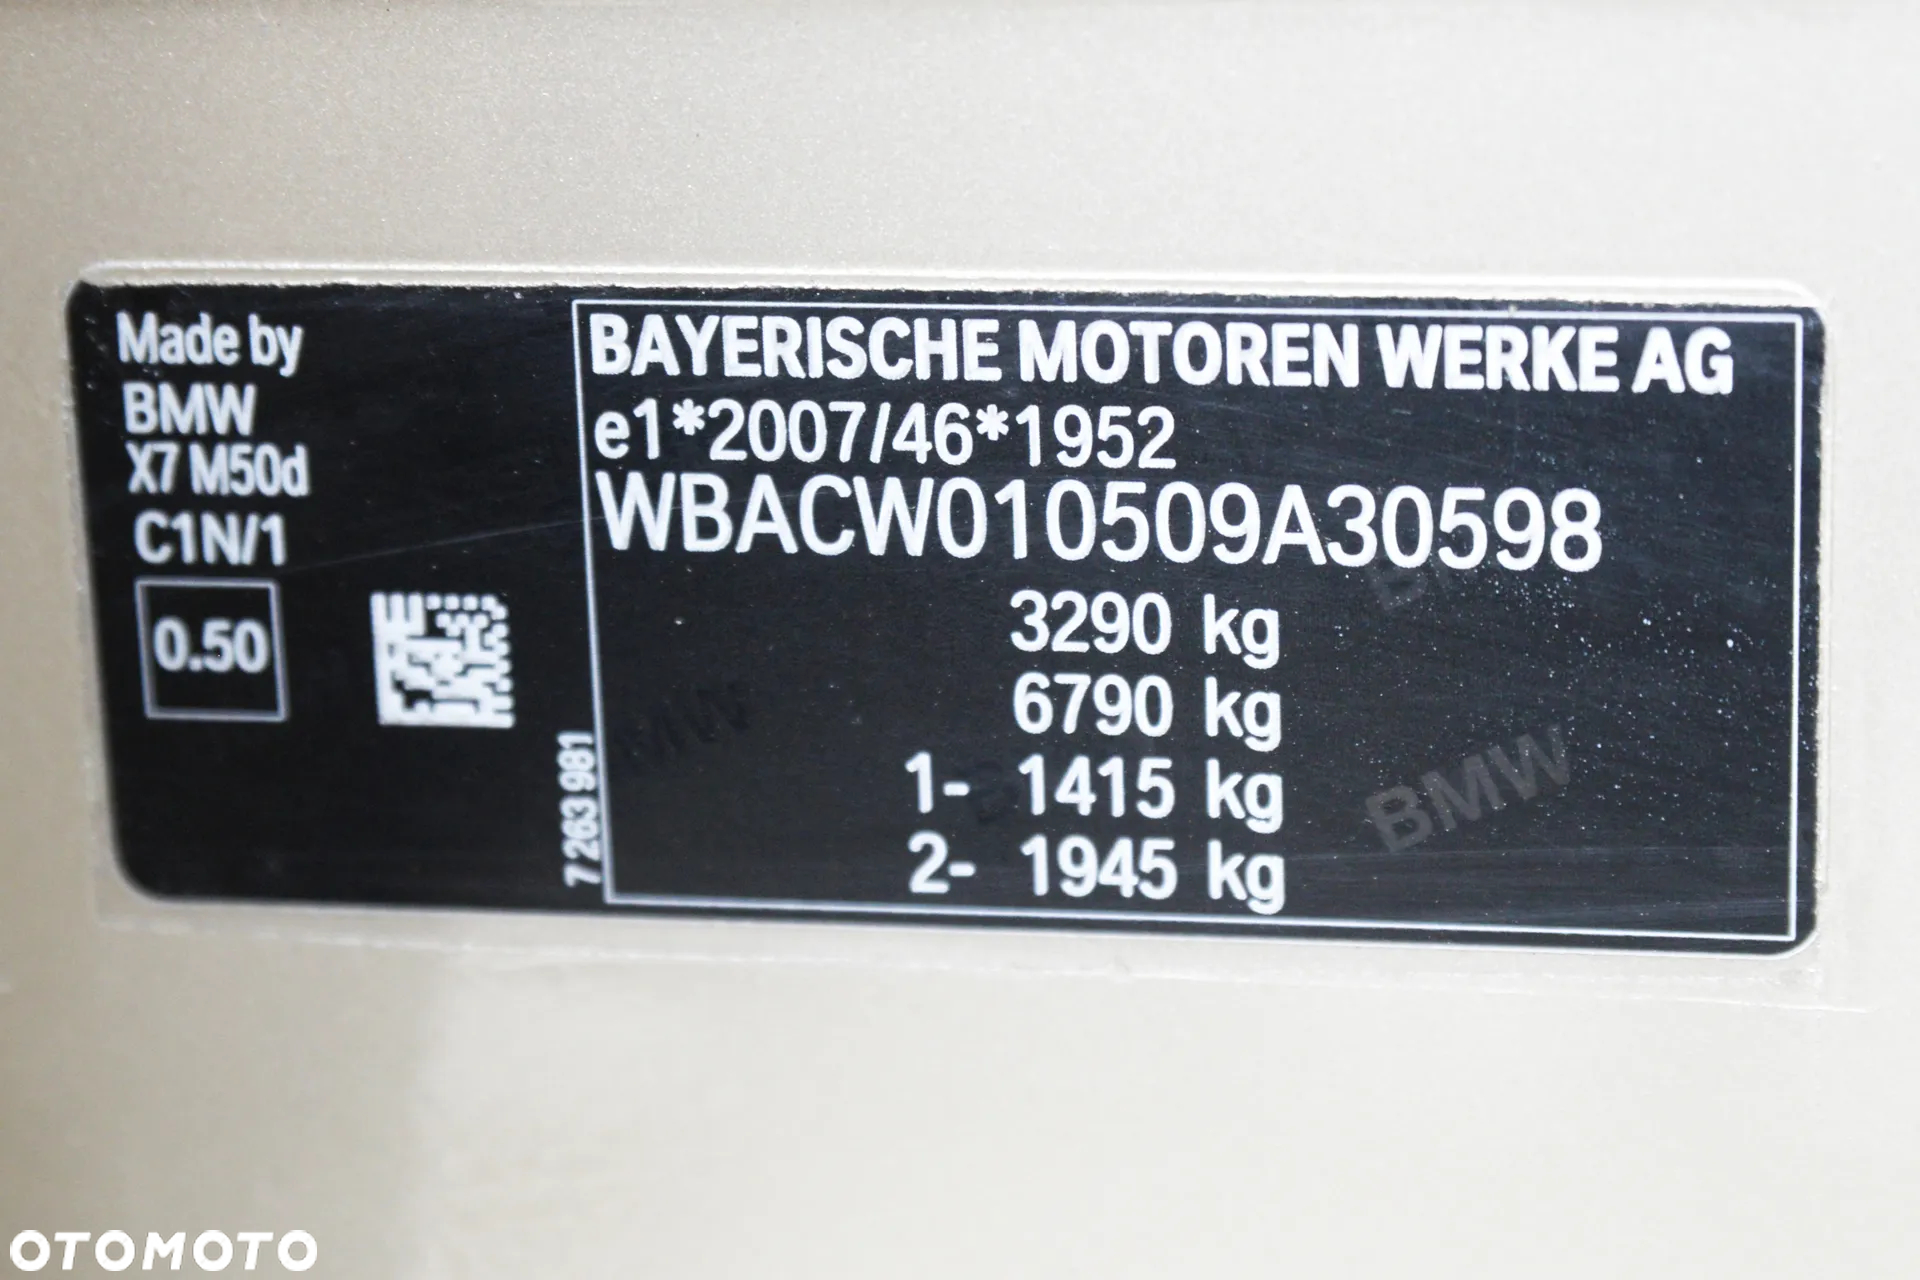 Made by
BMW
X7 M50d
C1N/1
0.50
7 263 981
BAYERISCHE MOTOREN WERKE AG
e1*2007/46*1952
WBACW010509A30598
3290 kg
6790 kg
1- 1415 kg
2- 1945 kg
BMW
BMW
OTOMOTO